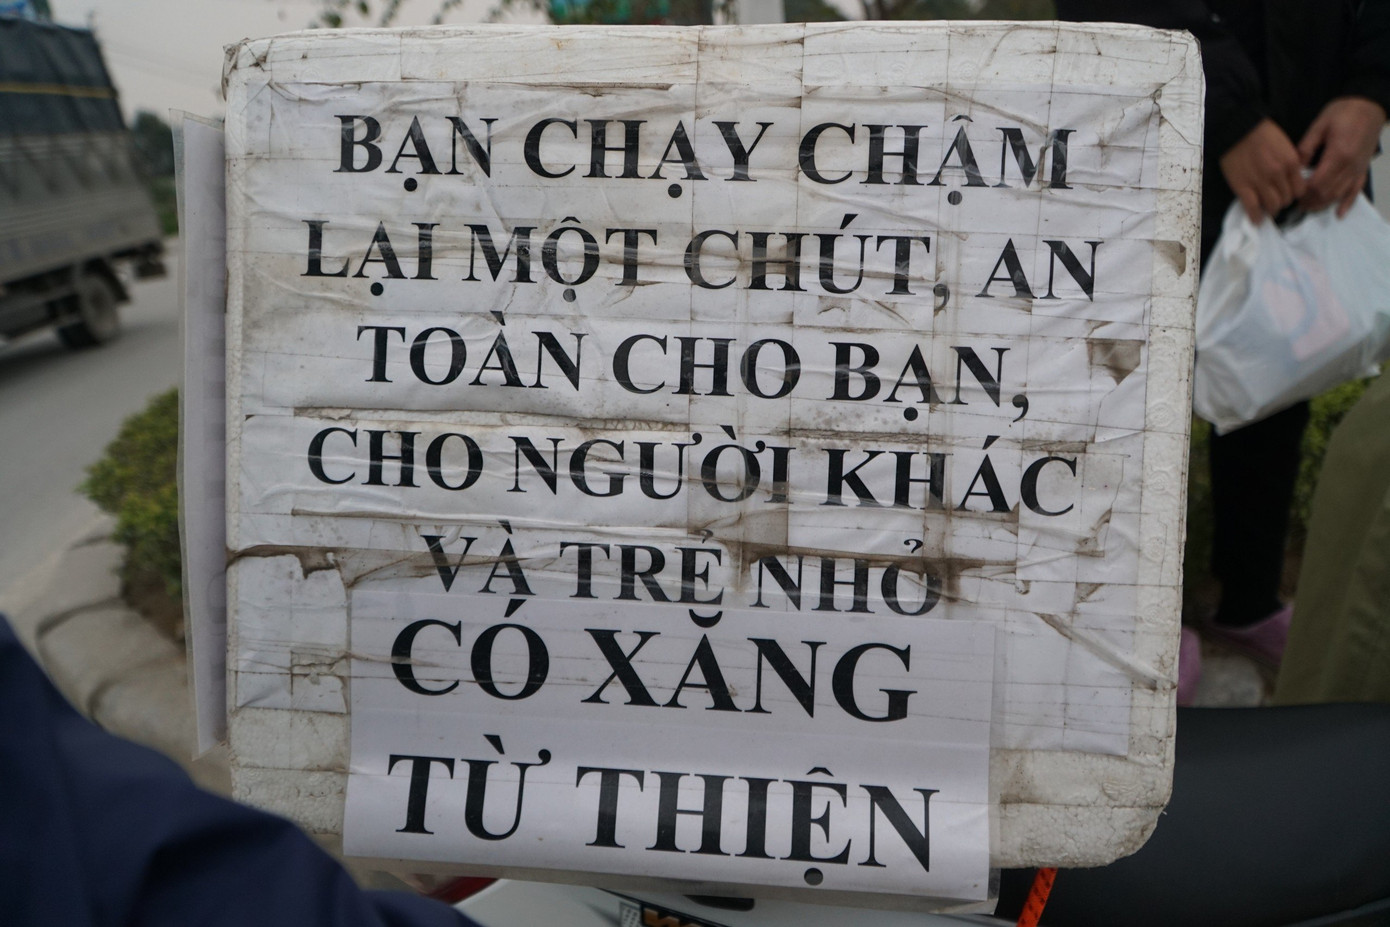 BẠN CHẠY CHẬM
LẠI MỘT CHÚT, AN
TOÀN CHO BẠN,
CHO NGƯỜI KHÁC
VÀ TRẺ NHỎ
CÓ XĂNG
TỪ THIỆN